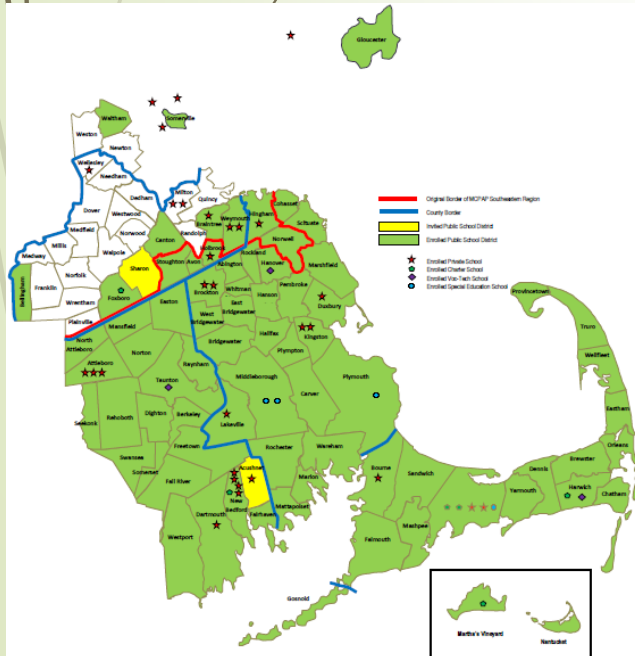 Gloucester
Waltham
Somerville
Weston
Newton
Wellesley
Needham
Milton
Quincy
Dover
Dedham
Westwood
Medfield
Norwood
Randolph
Braintree
Weymouth
Hingham
Cohasset
Scituate
Norwell
Medway
Millis
Walpole
Canton
Holbrook
Rockland
Hanover
Sharon
Stoughton
Avon
Abington
Marshfield
Bellingham
Franklin
Norfolk
Foxboro
Wrentham
Plainville
Brockton
Whitman
Hanson
Pembroke
Duxbury
Easton
Mansfield
West
Bridgewater
East
Bridgewater
Halifax
Kingston
Plympton
North
Attleboro
Attleboro
Norton
Bridgewater
Raynham
Taunton
Middleborough
Carver
Plymouth
Seekonk
Rehoboth
Dighton
Berkeley
Lakeville
Freetown
Rochester
Wareham
Swansea
Somerset
Fall River
Acushnet
Marion
Mattapoisett
New
Bedford
Fairhaven
Dartmouth
Westport
Bourne
Sandwich
Mashpee
Falmouth
Gosnold
Yarmouth
Dennis
Brewster
Harwich
Chatham
Orleans
Eastham
Wellfleet
Truro
Provincetown
Original Border of MCPAP Southeastern Region
County Border
Invited Public School District
Enrolled Public School District
Enrolled Private School
Enrolled Charter School
Enrolled Voc-Tech School
Enrolled Special Education School
Martha's Vineyard
Nantucket